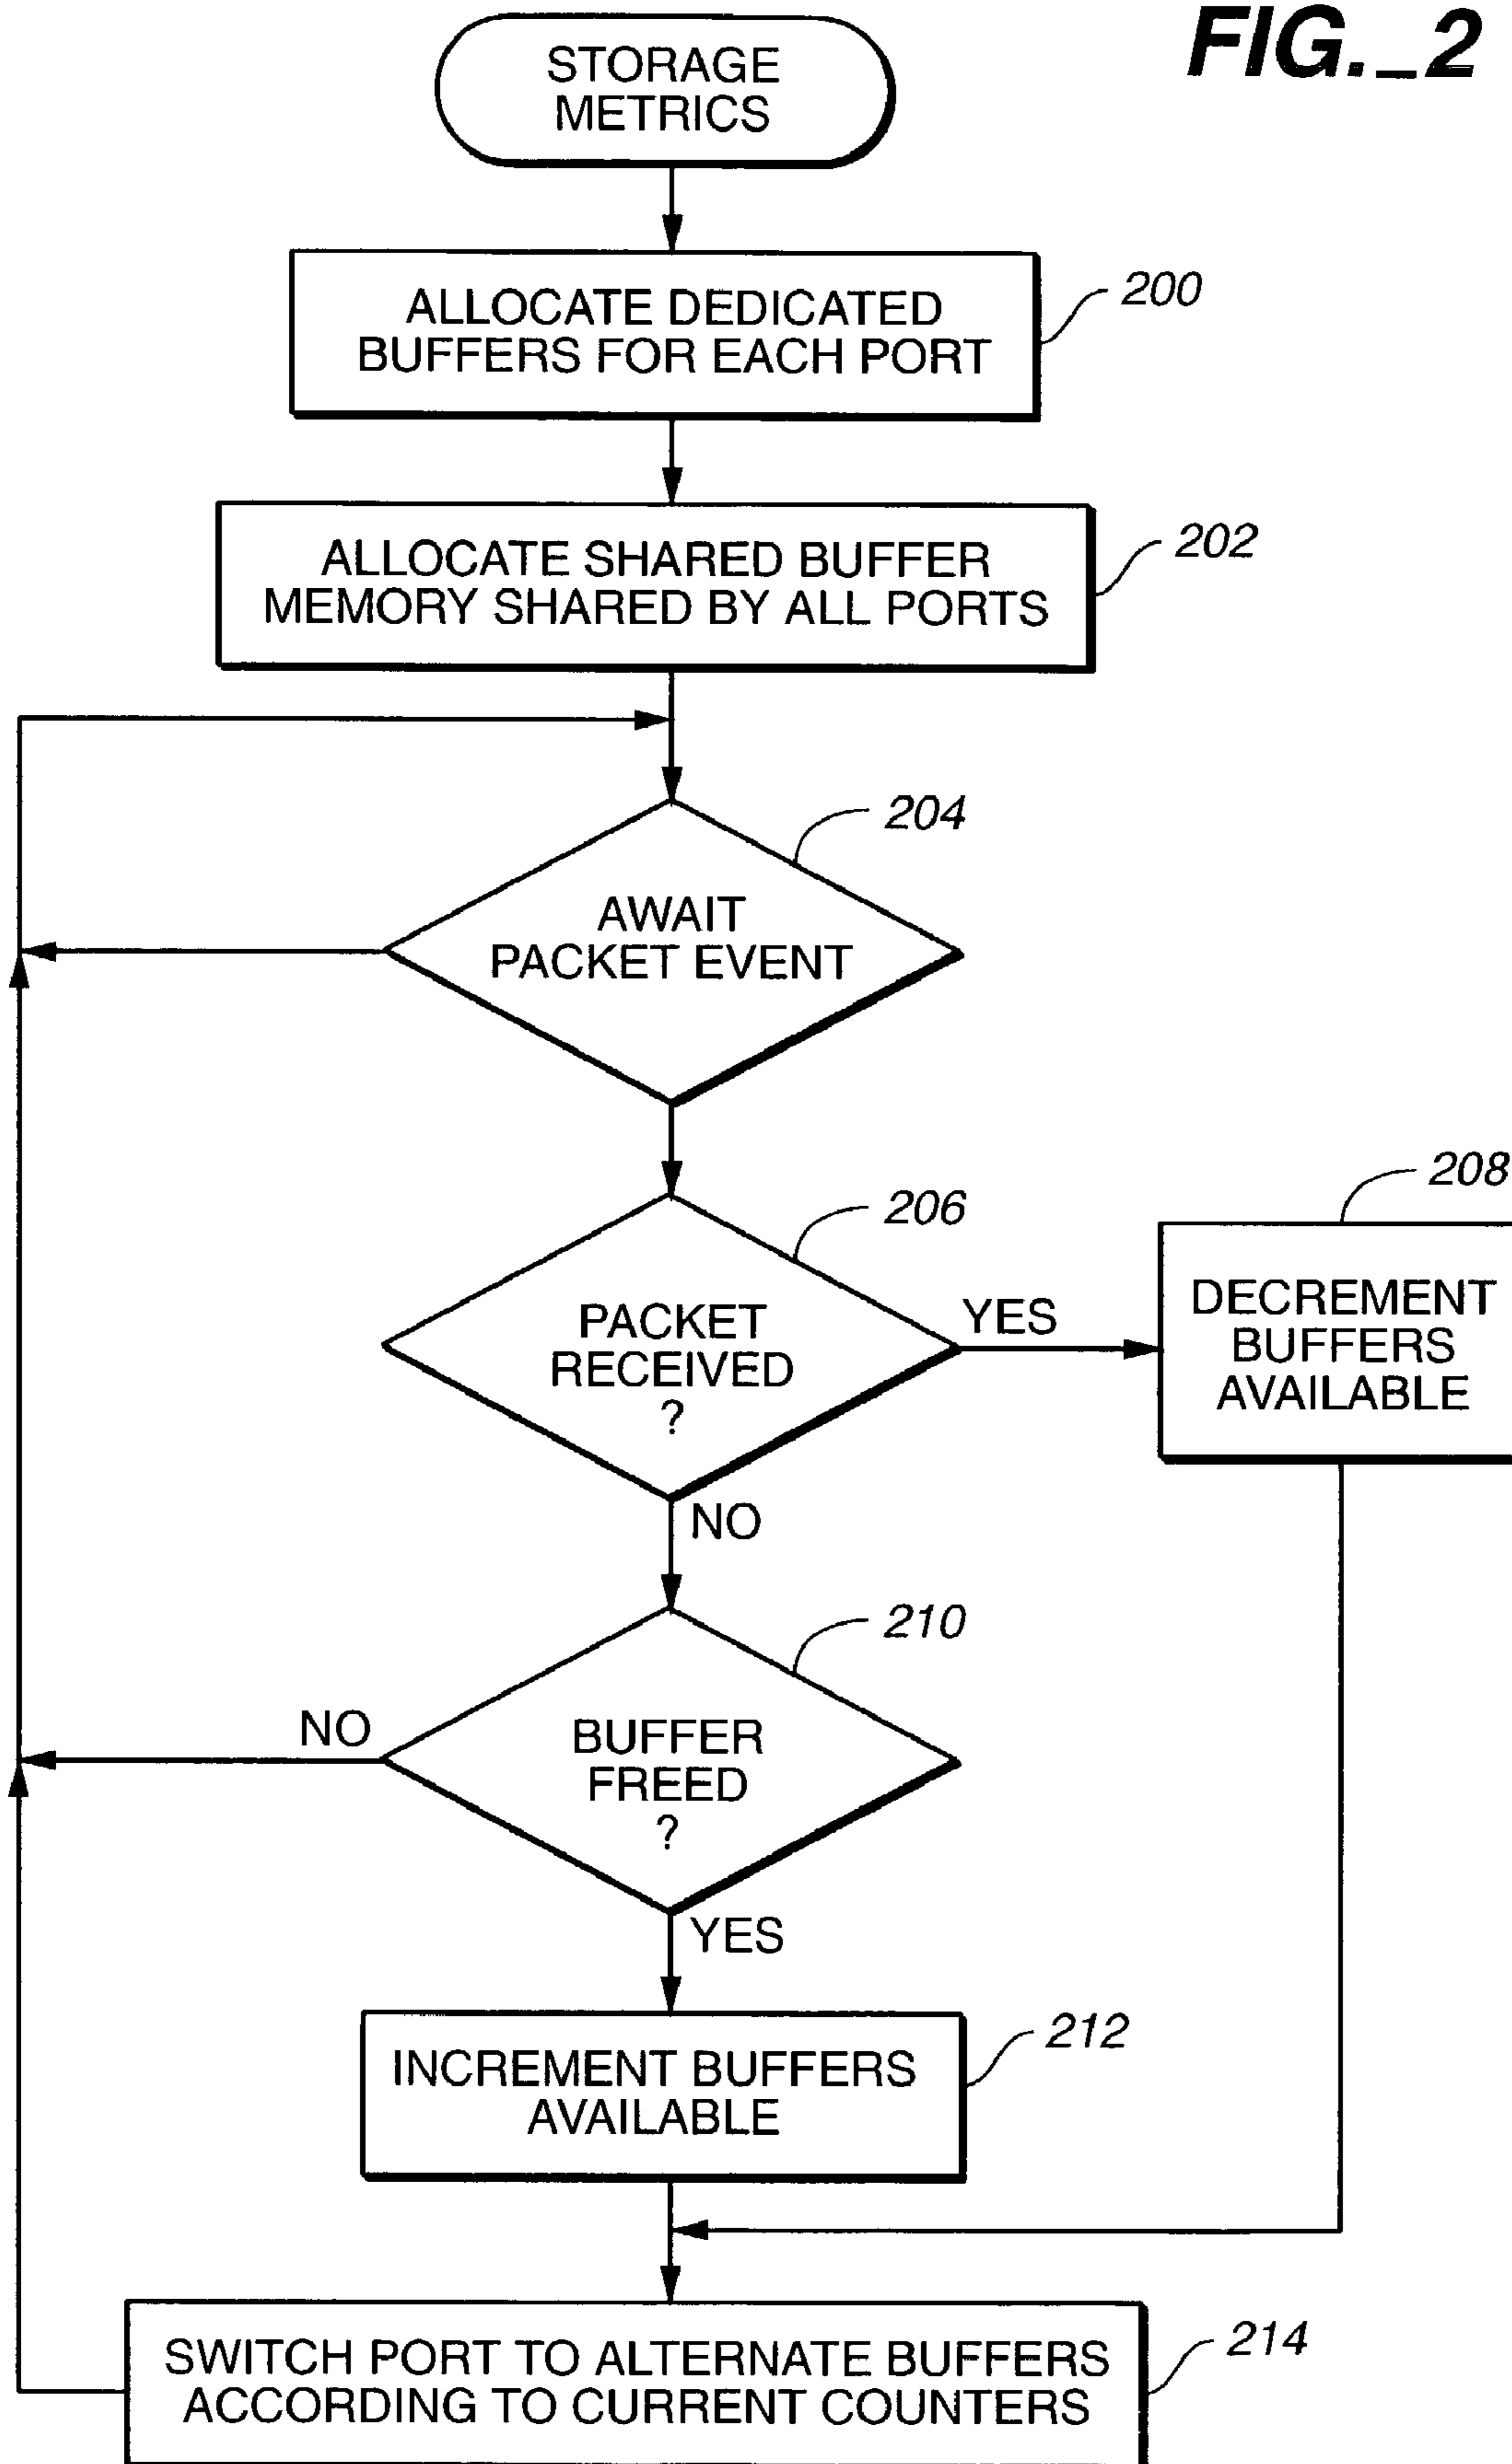 FIG._2
STORAGE
METRICS
ALLOCATE DEDICATED
BUFFERS FOR EACH PORT
200
ALLOCATE SHARED BUFFER
MEMORY SHARED BY ALL PORTS
202
AWAIT
PACKET EVENT
204
PACKET
RECEIVED
?
206
YES
NO
DECREMENT
BUFFERS
AVAILABLE
208
BUFFER
FREED
?
210
NO
YES
INCREMENT BUFFERS
AVAILABLE
212
SWITCH PORT TO ALTERNATE BUFFERS
ACCORDING TO CURRENT COUNTERS
214